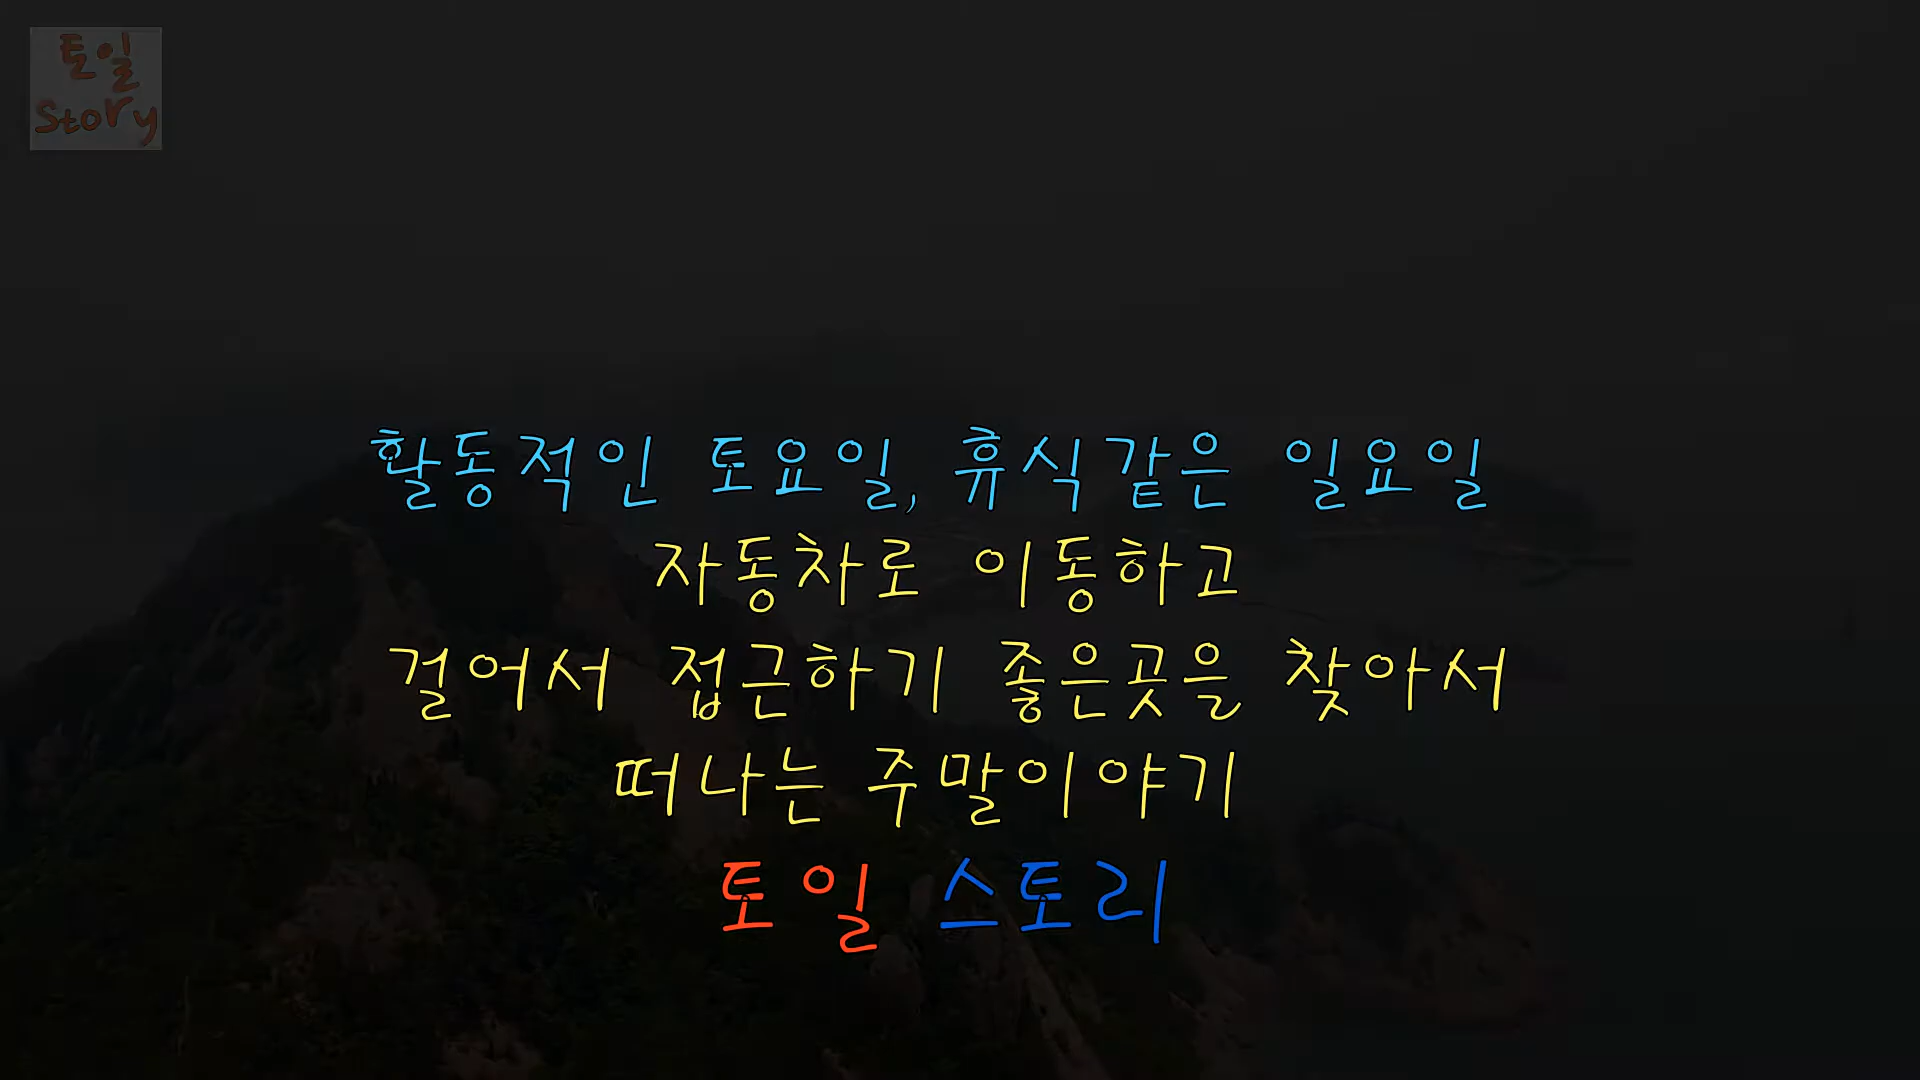 토일
Story
활동적인 토요일, 휴식같은 일요일
자동차로 이동하고
걸어서 접근하기 좋은곳을 찾아서
떠나는 주말이야기
토일 스토리